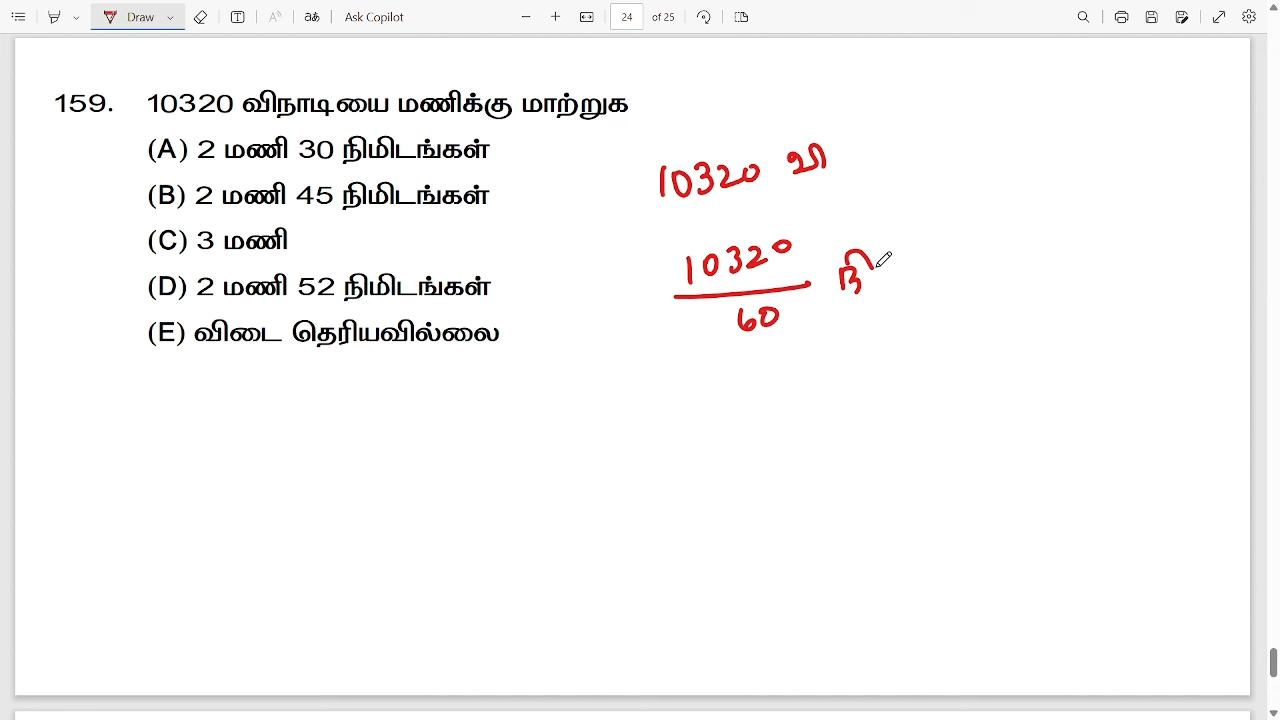 Draw
Ask Copilot
24 of 25
159. 10320 விநாடியை மணிக்கு மாற்றுக
(A) 2 மணி 30 நிமிடங்கள்
(B) 2 மணி 45 நிமிடங்கள்
(C) 3 மணி
(D) 2 மணி 52 நிமிடங்கள்
(E) விடை தெரியவில்லை
10320 வி
10320
60
நி